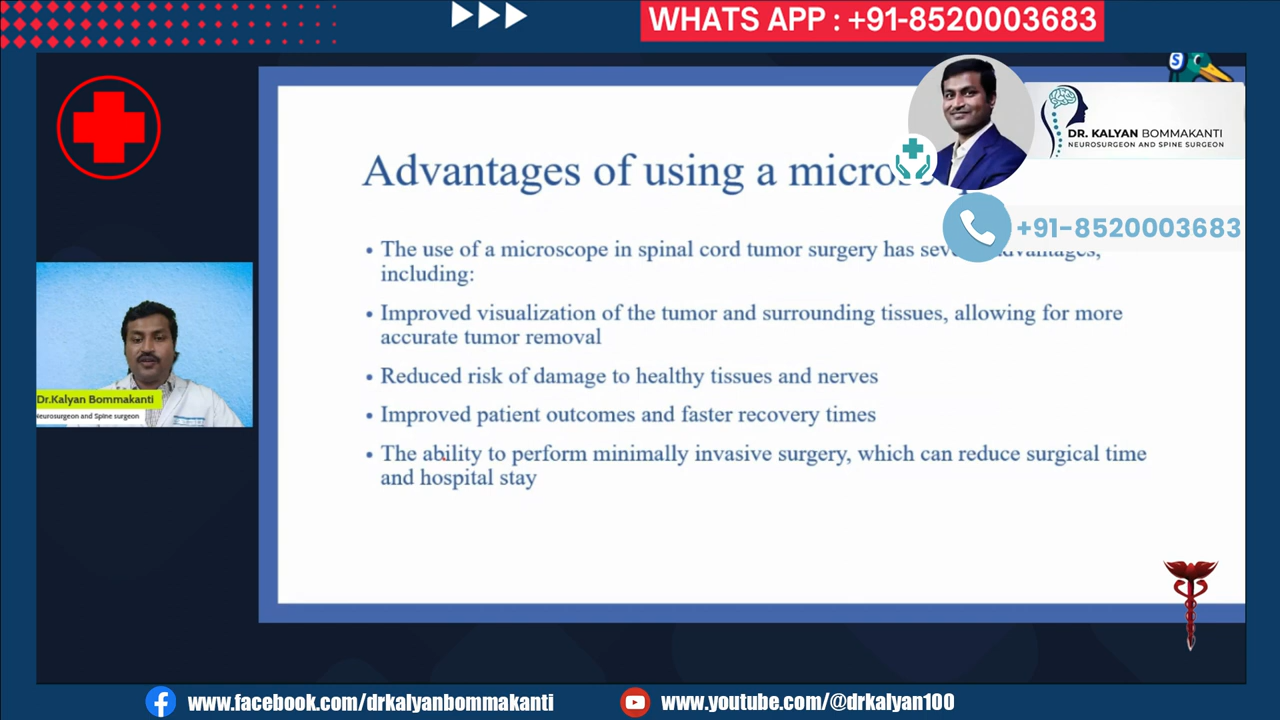 WHATS APP : +91-8520003683
S
DR. KALYAN BOMMAKANTI
NEUROSURGEON AND SPINE SURGEON
Advantages of using a
+91-8520003683
• The use of a microscope in spinal cord tumor surgery has
including:
• Improved visualization of the tumor and surrounding tissues, allowing for more
accurate tumor removal
• Reduced risk of damage to healthy tissues and nerves
• Improved patient outcomes and faster recovery times
• The ability to perform minimally invasive surgery, which can reduce surgical time
and hospital stay
Dr.Kalyan Bommakanti
Neurosurgeon and Spine surgeon
www.facebook.com/drkalyanbommakanti
www.youtube.com/@drkalyan100